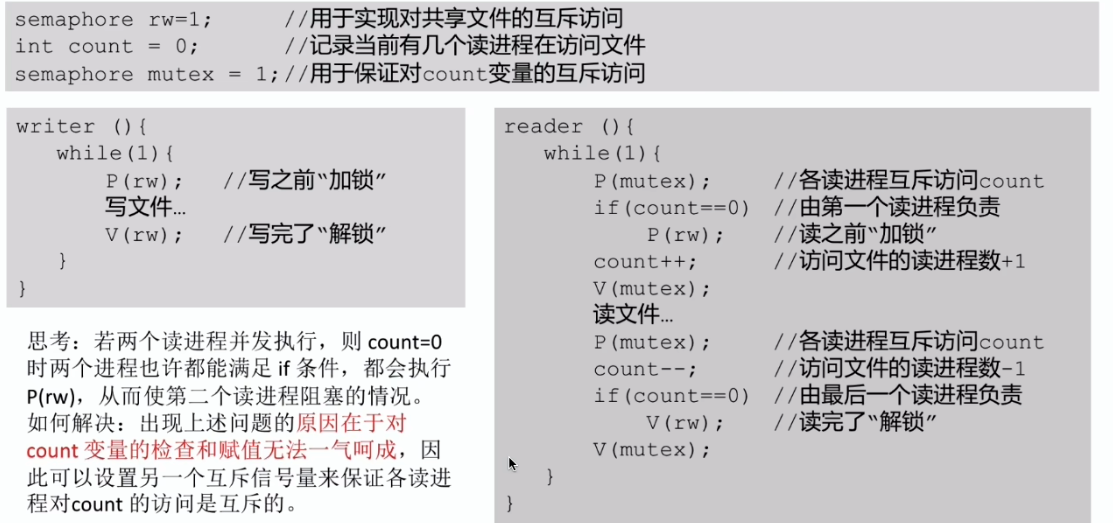 semaphore rw=1;      //用于实现对共享文件的互斥访问
int count = 0;       //记录当前有几个读进程在访问文件
semaphore mutex = 1;//用于保证对count变量的互斥访问
writer (){
while(1){
P(rw);   //写之前“加锁”
写文件…
V(rw);   //写完了“解锁”
}
}
思考：若两个读进程并发执行，则 count=0
时两个进程也许都能满足 if 条件，都会执行
P(rw)，从而使第二个读进程阻塞的情况。
如何解决：出现上述问题的原因在于对
count 变量的检查和赋值无法一气呵成，因
此可以设置另一个互斥信号量来保证各读进
程对count 的访问是互斥的。
reader (){
while(1){
P(mutex);     //各读进程互斥访问count
if(count==0)  //由第一个读进程负责
P(rw);    //读之前“加锁”
count++;      //访问文件的读进程数+1
V(mutex);
读文件…
P(mutex);     //各读进程互斥访问count
count--;      //访问文件的读进程数-1
if(count==0)  //由最后一个读进程负责
V(rw);    //读完了“解锁”
V(mutex);
}
}